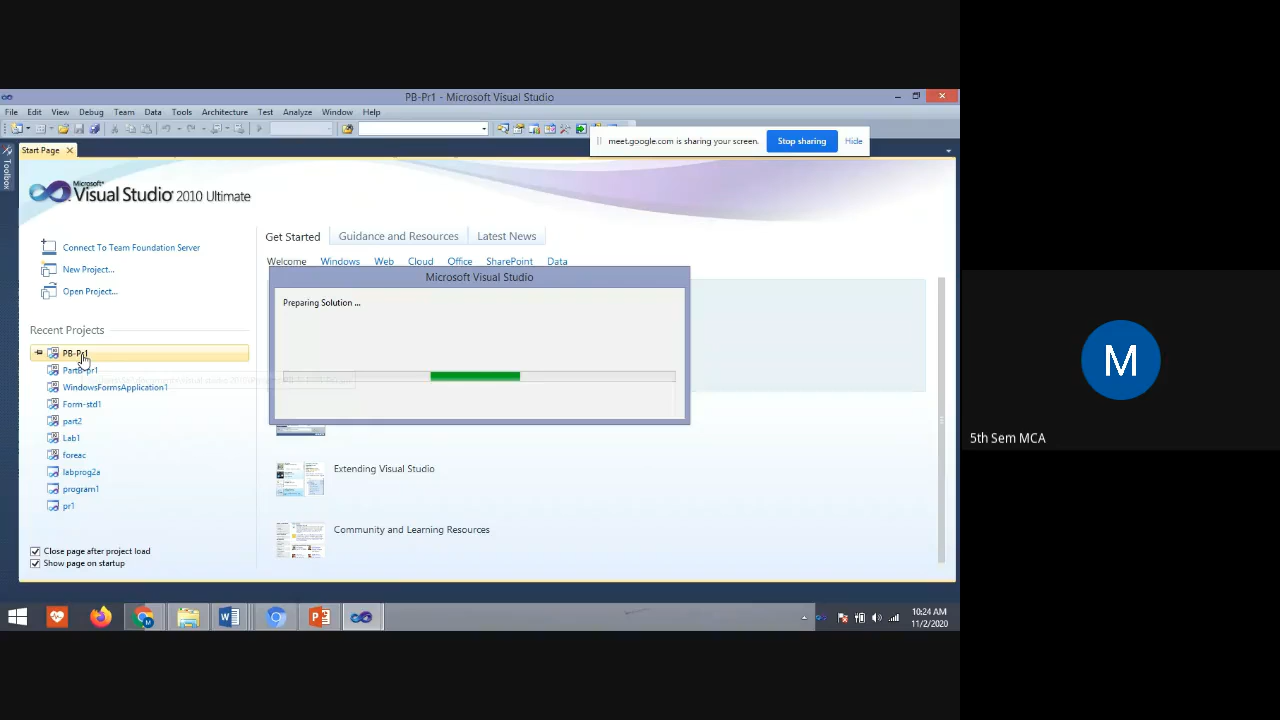 PB-Pr1 - Microsoft Visual Studio
File Edit View Debug Team Data Tools Architecture Test Analyze Window Help
meet.google.com is sharing your screen.
Stop sharing
Hide
Start Page
Toolbox
Microsoft
Visual Studio 2010 Ultimate
Connect To Team Foundation Server
New Project...
Open Project...
Recent Projects
PB-Pr1
PartB-pr1
WindowsFormsApplication1
Form-std1
part2
Lab1
foreac
labprog2a
program1
pr1
Close page after project load
Show page on startup
Get Started Guidance and Resources Latest News
Welcome Windows Web Cloud Office SharePoint Data
Microsoft Visual Studio
Preparing Solution ...
Extending Visual Studio
Community and Learning Resources
10:24 AM
11/2/2020
M
5th Sem MCA